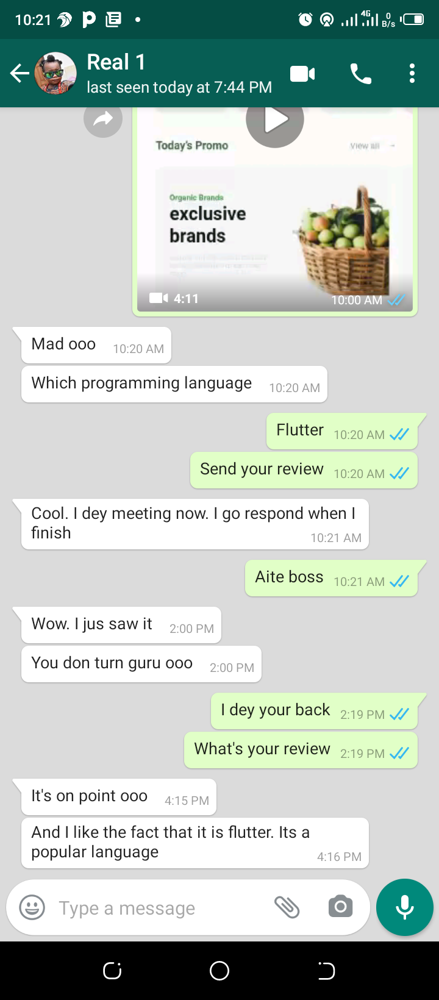 10:21
4G
0
B/s
Real 1
last seen today at 7:44 PM
Today's Promo
View all
Organic Brands
exclusive
brands
4:11
10:00 AM
Mad ooo
10:20 AM
Which programming language
10:20 AM
Flutter
10:20 AM
Send your review
10:20 AM
Cool. I dey meeting now. I go respond when I
finish
10:21 AM
Aite boss
10:21 AM
Wow. I jus saw it
2:00 PM
You don turn guru ooo
2:00 PM
I dey your back
2:19 PM
What's your review
2:19 PM
It's on point ooo
4:15 PM
And I like the fact that it is flutter. Its a
popular language
4:16 PM
Type a message